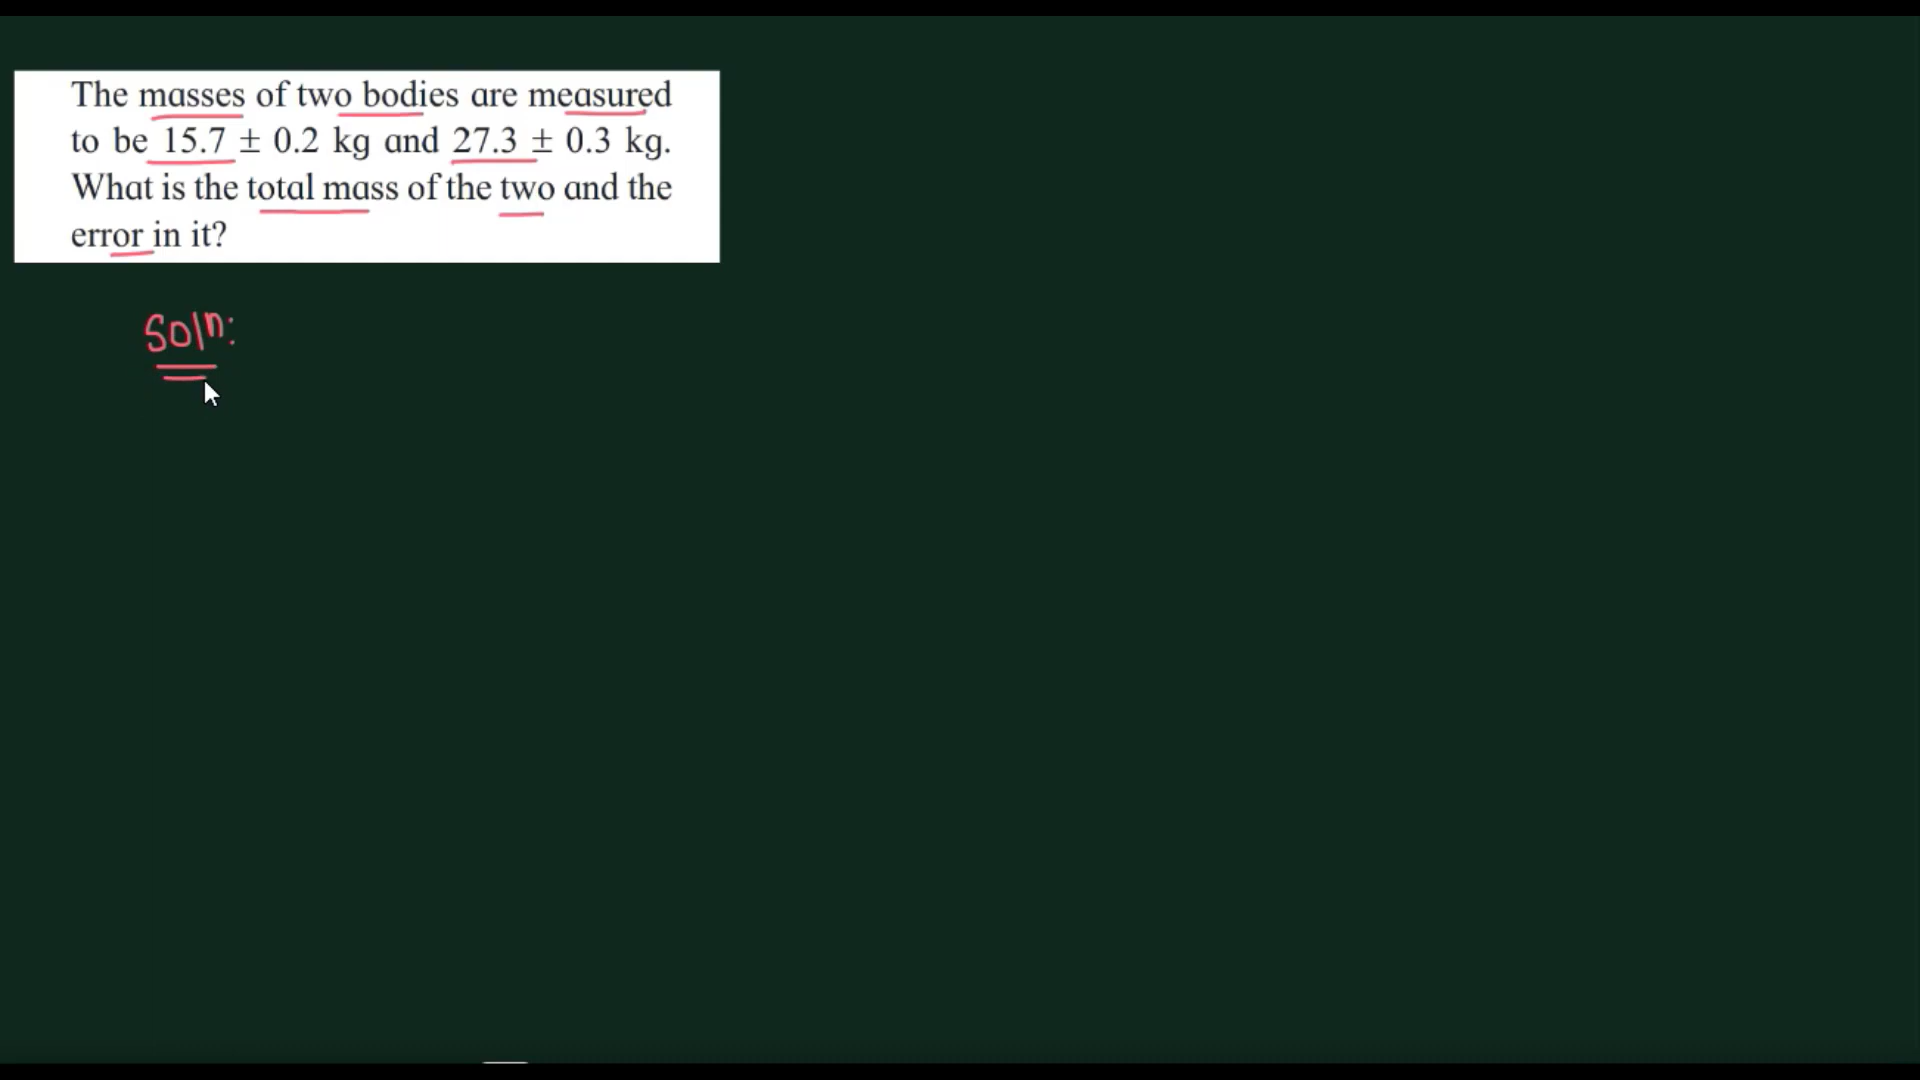 The masses of two bodies are measured
to be 15.7 ± 0.2 kg and 27.3 ± 0.3 kg.
What is the total mass of the two and the
error in it?
Soln: